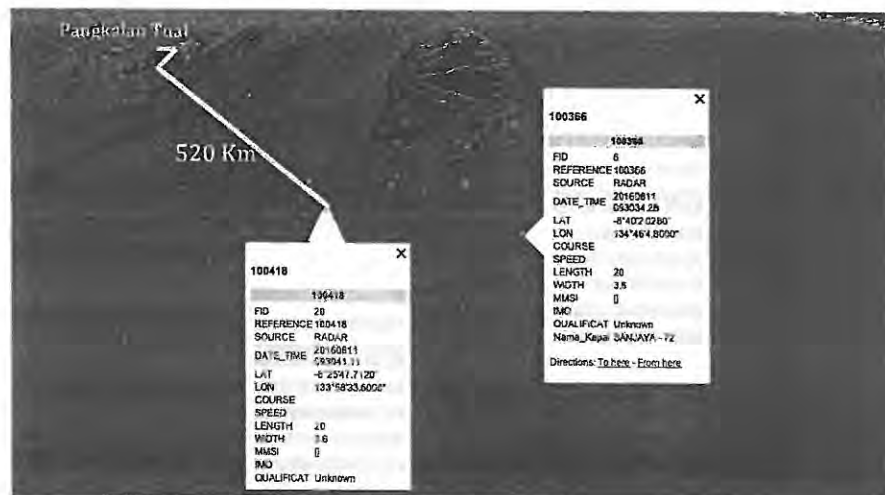 Pangkalan Tual
520 Km
100366
100366
FID 6
REFERENCE 100366
SOURCE RADAR
DATE_TIME 20160811
LAT
LON
COURSE
SPEED
LENGTH 20
WIDTH 3.6
MMSI 0
IMO
QUALIFICAT Unknown
Nama_Kapal SANJAYA - 72
Directions: To here - From here
100418
100418
FID 20
REFERENCE 100418
SOURCE RADAR
DATE_TIME 20160811
LAT
LON
COURSE
SPEED
LENGTH 20
WIDTH 3.6
MMSI 0
IMO
QUALIFICAT Unknown